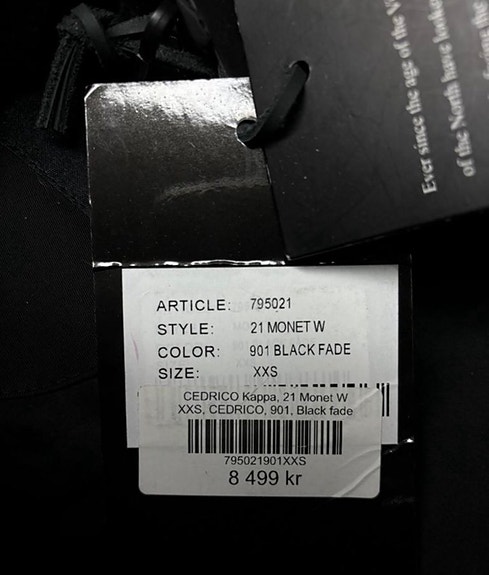 Ever since the age of the V
of the North have
ARTICLE: 795021
STYLE: 21 MONET W
COLOR: 901 BLACK FADE
SIZE: XXS
CEDRICO Kappa, 21 Monet W
XXS, CEDRICO, 901, Black fade
795021901XXS
8 499 kr